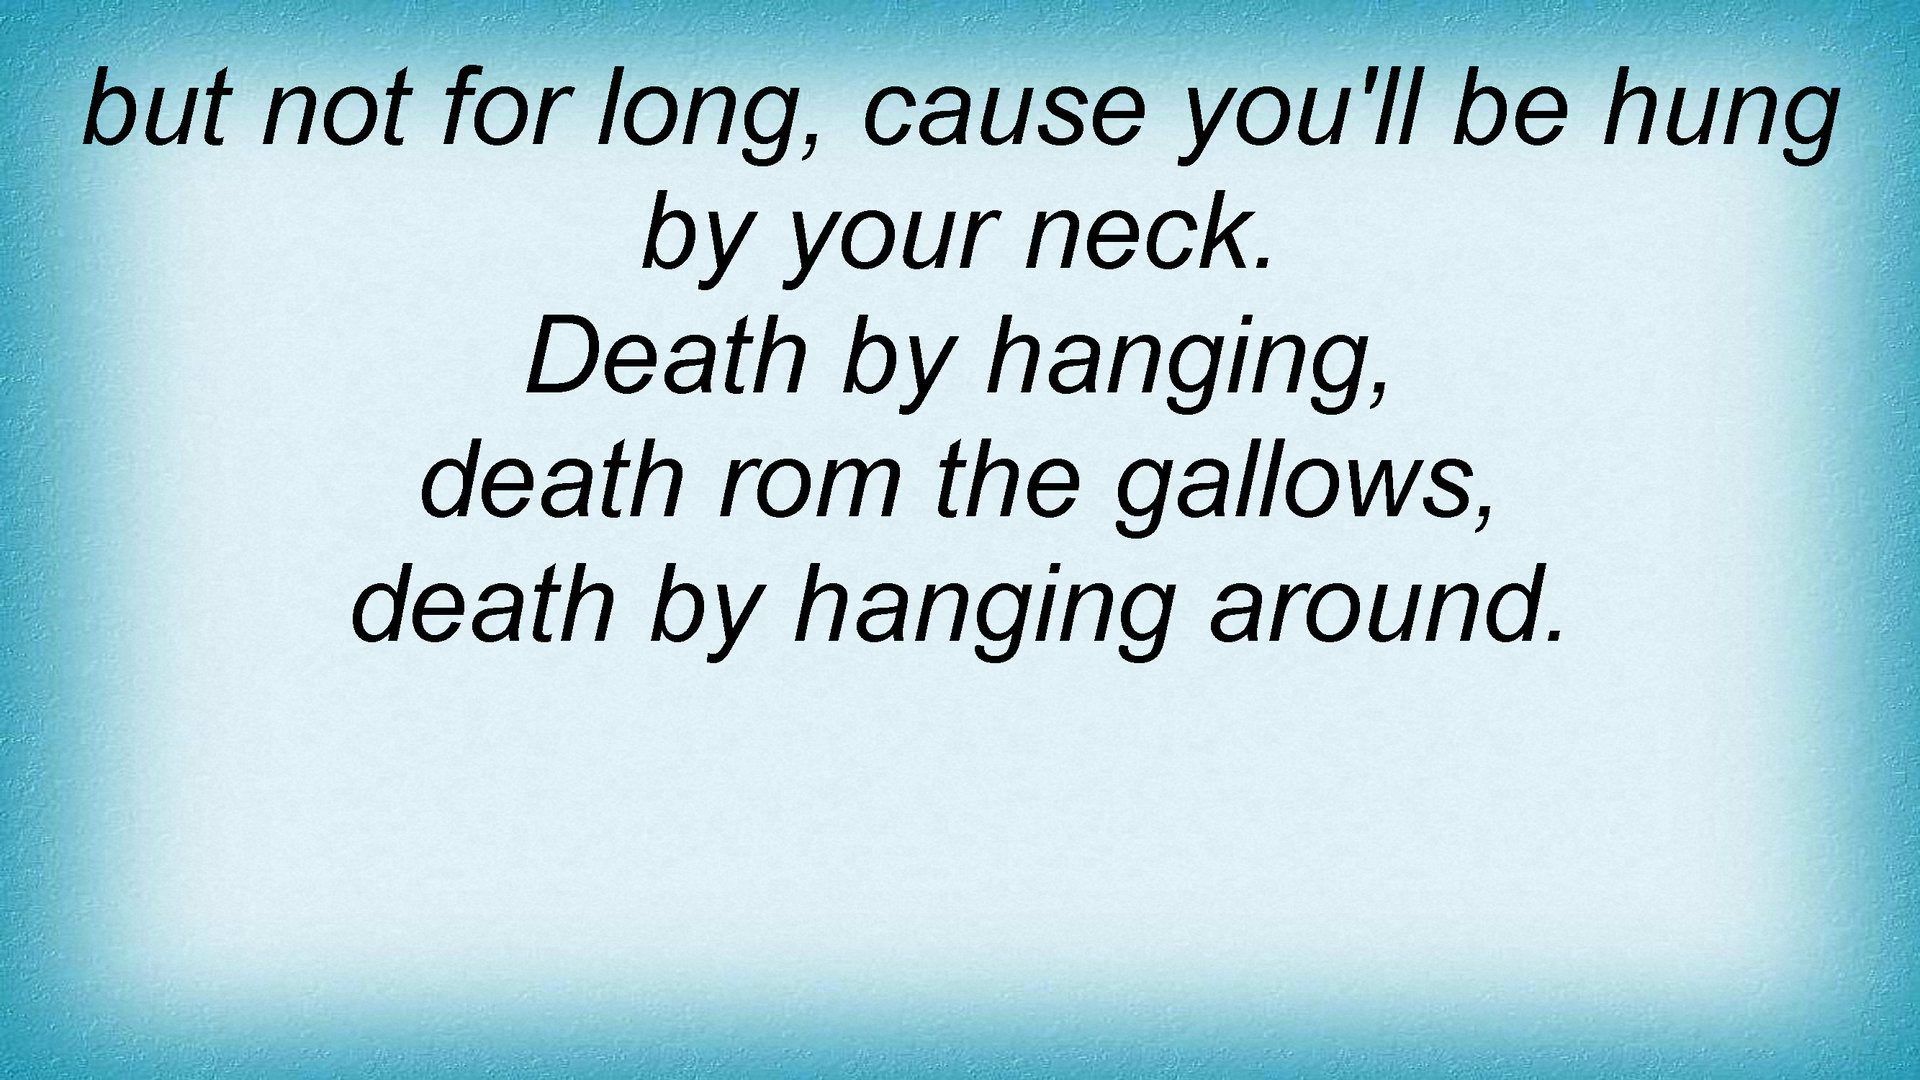 but not for long, cause you'll be hung
by your neck.
Death by hanging,
death rom the gallows,
death by hanging around.